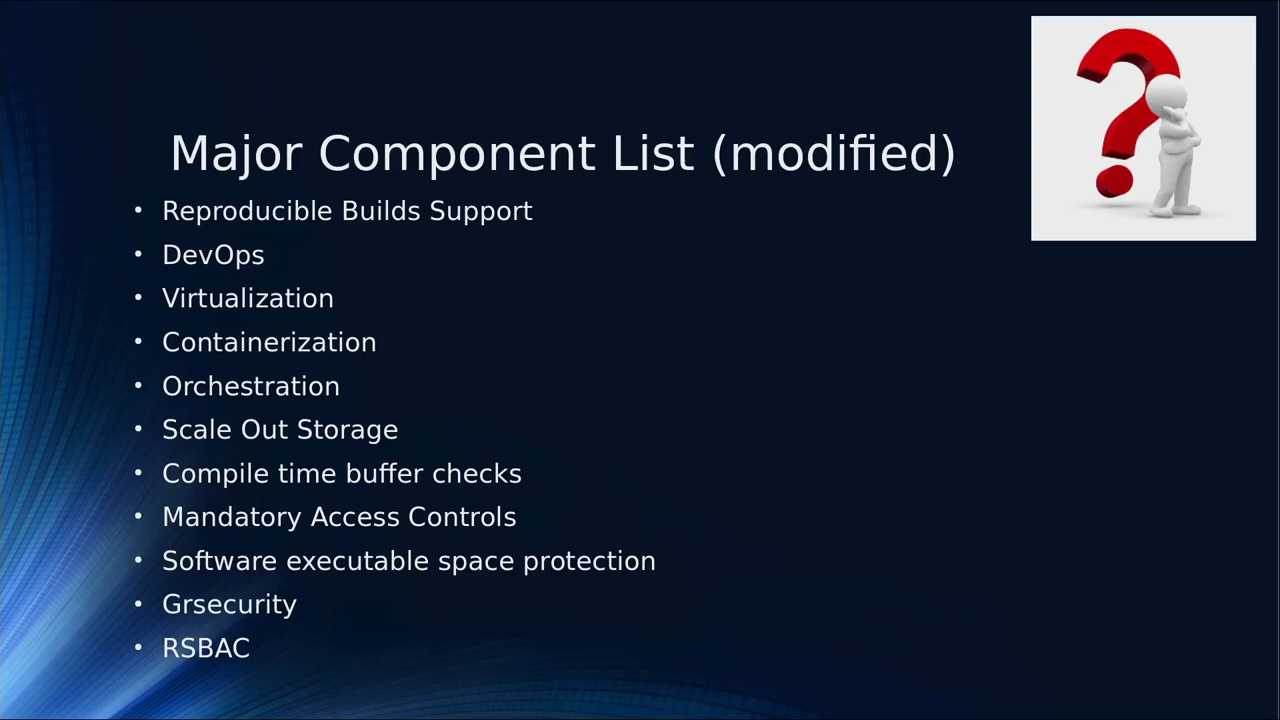 Major Component List (modified)
• Reproducible Builds Support
• DevOps
• Virtualization
• Containerization
• Orchestration
• Scale Out Storage
• Compile time buffer checks
• Mandatory Access Controls
• Software executable space protection
• Grsecurity
• RSBAC